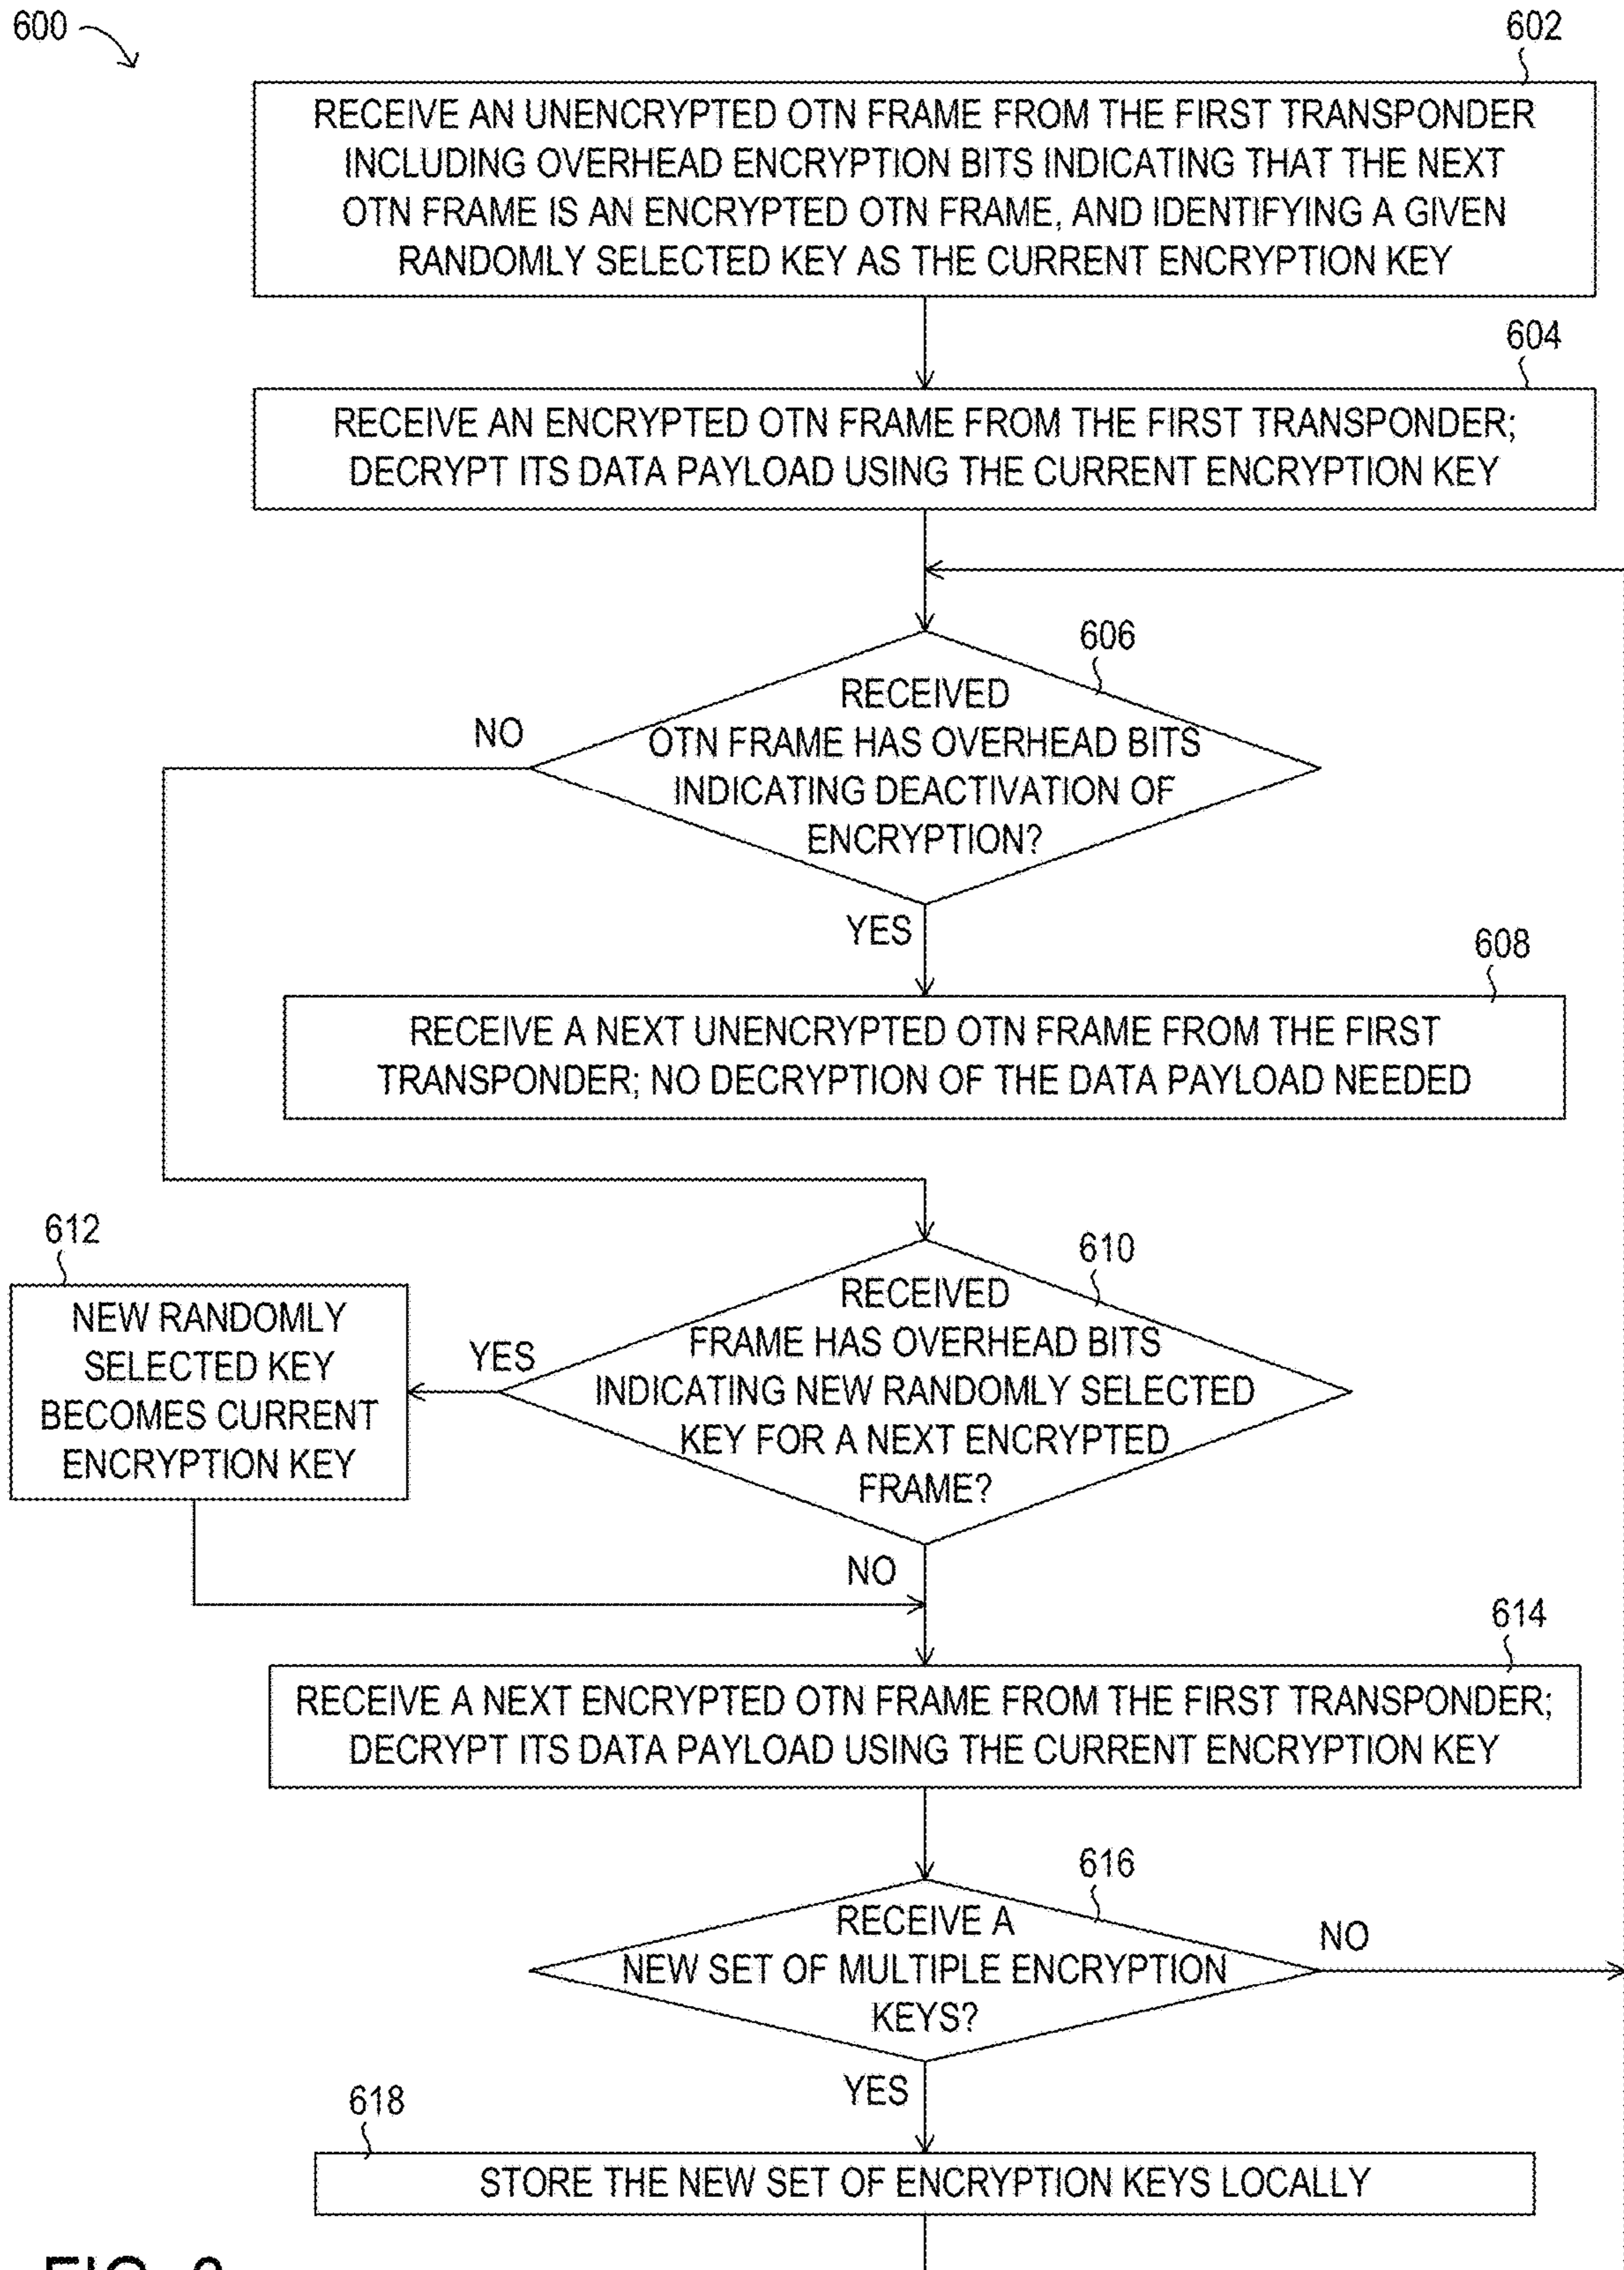 600
602
RECEIVE AN UNENCRYPTED OTN FRAME FROM THE FIRST TRANSPONDER
INCLUDING OVERHEAD ENCRYPTION BITS INDICATING THAT THE NEXT
OTN FRAME IS AN ENCRYPTED OTN FRAME, AND IDENTIFYING A GIVEN
RANDOMLY SELECTED KEY AS THE CURRENT ENCRYPTION KEY
604
RECEIVE AN ENCRYPTED OTN FRAME FROM THE FIRST TRANSPONDER;
DECRYPT ITS DATA PAYLOAD USING THE CURRENT ENCRYPTION KEY
606
RECEIVED
OTN FRAME HAS OVERHEAD BITS
INDICATING DEACTIVATION OF
ENCRYPTION?
NO
YES
608
RECEIVE A NEXT UNENCRYPTED OTN FRAME FROM THE FIRST
TRANSPONDER; NO DECRYPTION OF THE DATA PAYLOAD NEEDED
612
NEW RANDOMLY
SELECTED KEY
BECOMES CURRENT
ENCRYPTION KEY
610
RECEIVED
FRAME HAS OVERHEAD BITS
INDICATING NEW RANDOMLY SELECTED
KEY FOR A NEXT ENCRYPTED
FRAME?
YES
NO
614
RECEIVE A NEXT ENCRYPTED OTN FRAME FROM THE FIRST TRANSPONDER;
DECRYPT ITS DATA PAYLOAD USING THE CURRENT ENCRYPTION KEY
616
RECEIVE A
NEW SET OF MULTIPLE ENCRYPTION
KEYS?
NO
YES
618
STORE THE NEW SET OF ENCRYPTION KEYS LOCALLY